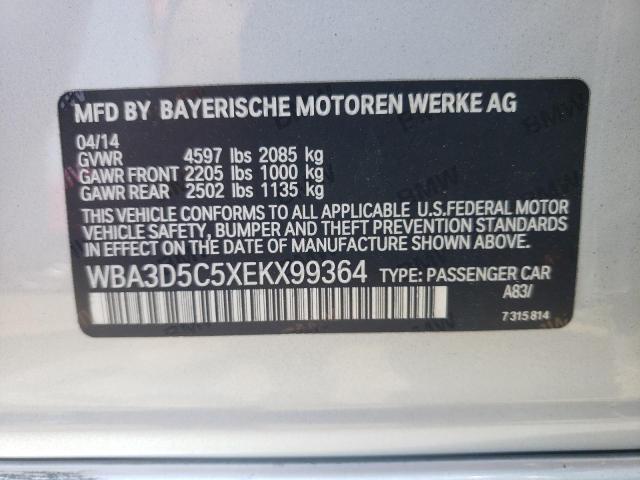 MFD BY BAYERISCHE MOTOREN WERKE AG
04/14
GVWR 4597 lbs 2085 kg
GAWR FRONT 2205 lbs 1000 kg
GAWR REAR 2502 lbs 1135 kg
THIS VEHICLE CONFORMS TO ALL APPLICABLE U.S.FEDERAL MOTOR
VEHICLE SAFETY, BUMPER AND THEFT PREVENTION STANDARDS
IN EFFECT ON THE DATE OF MANUFACTURE SHOWN ABOVE.
WBA3D5C5XEKX99364 TYPE: PASSENGER CAR
A83/
7 315 814